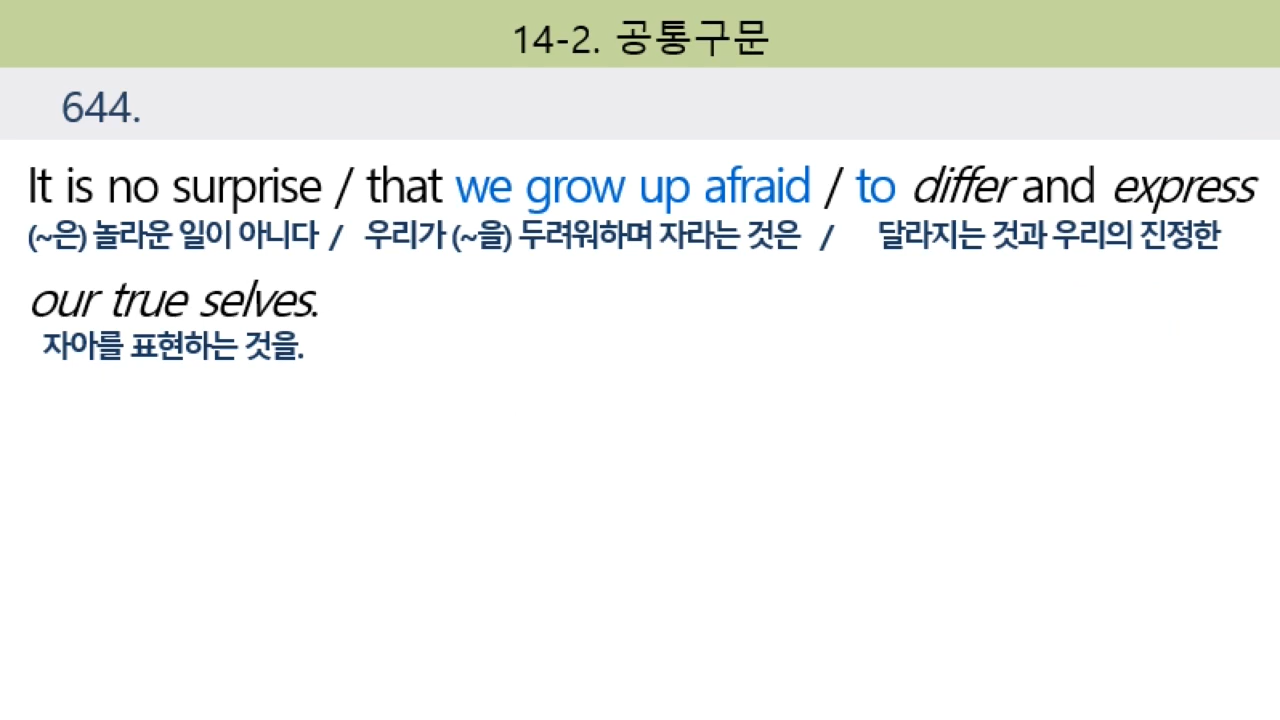 14-2. 공통구문
644.
It is no surprise / that we grow up afraid / to differ and express
(~은) 놀라운 일이 아니다 / 우리가 (~을) 두려워하며 자라는 것은 / 달라지는 것과 우리의 진정한
our true selves.
자아를 표현하는 것을.